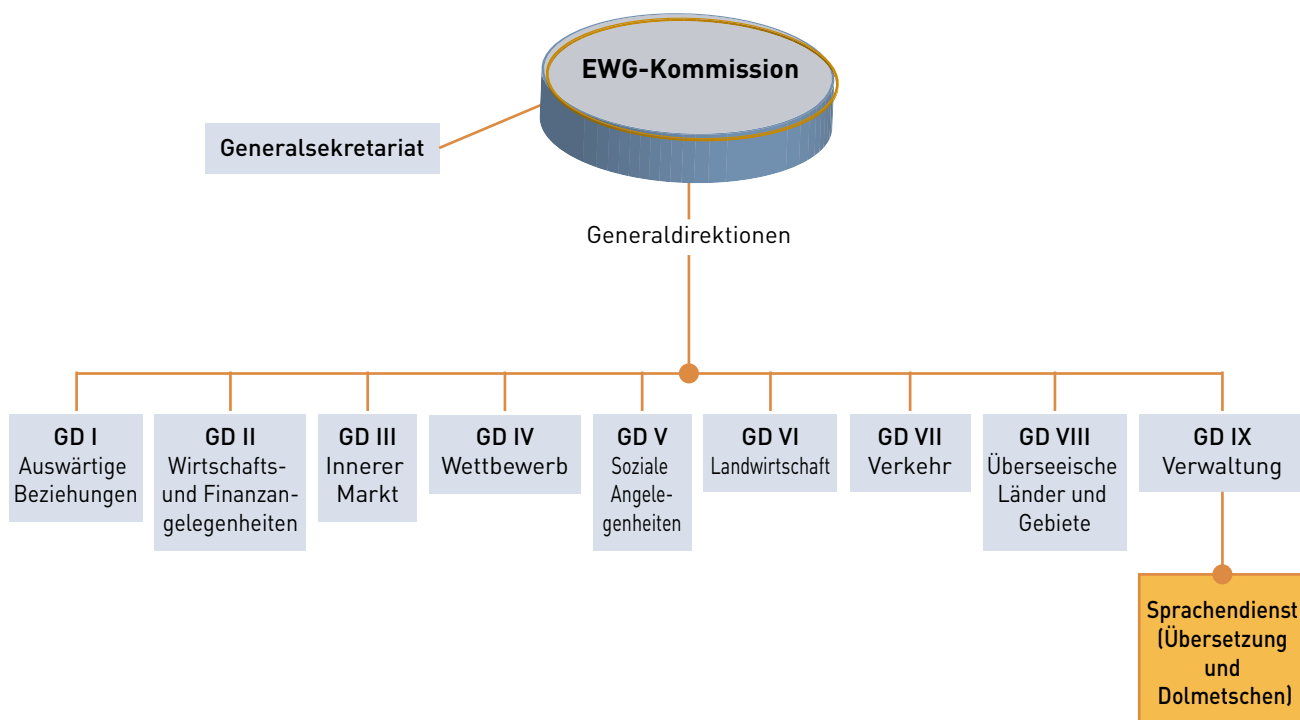 EWG-Kommission
Generalsekretariat
Generaldirektionen
GD I
Auswärtige
Beziehungen
GD II
Wirtschafts-
und Finanzan-
gelegenheiten
GD III
Innerer
Markt
GD IV
Wettbewerb
GD V
Soziale
Angele-
genheiten
GD VI
Landwirtschaft
GD VII
Verkehr
GD VIII
Überseeische
Länder und
Gebiete
GD IX
Verwaltung
Sprachendienst
(Übersetzung
und
Dolmetschen)